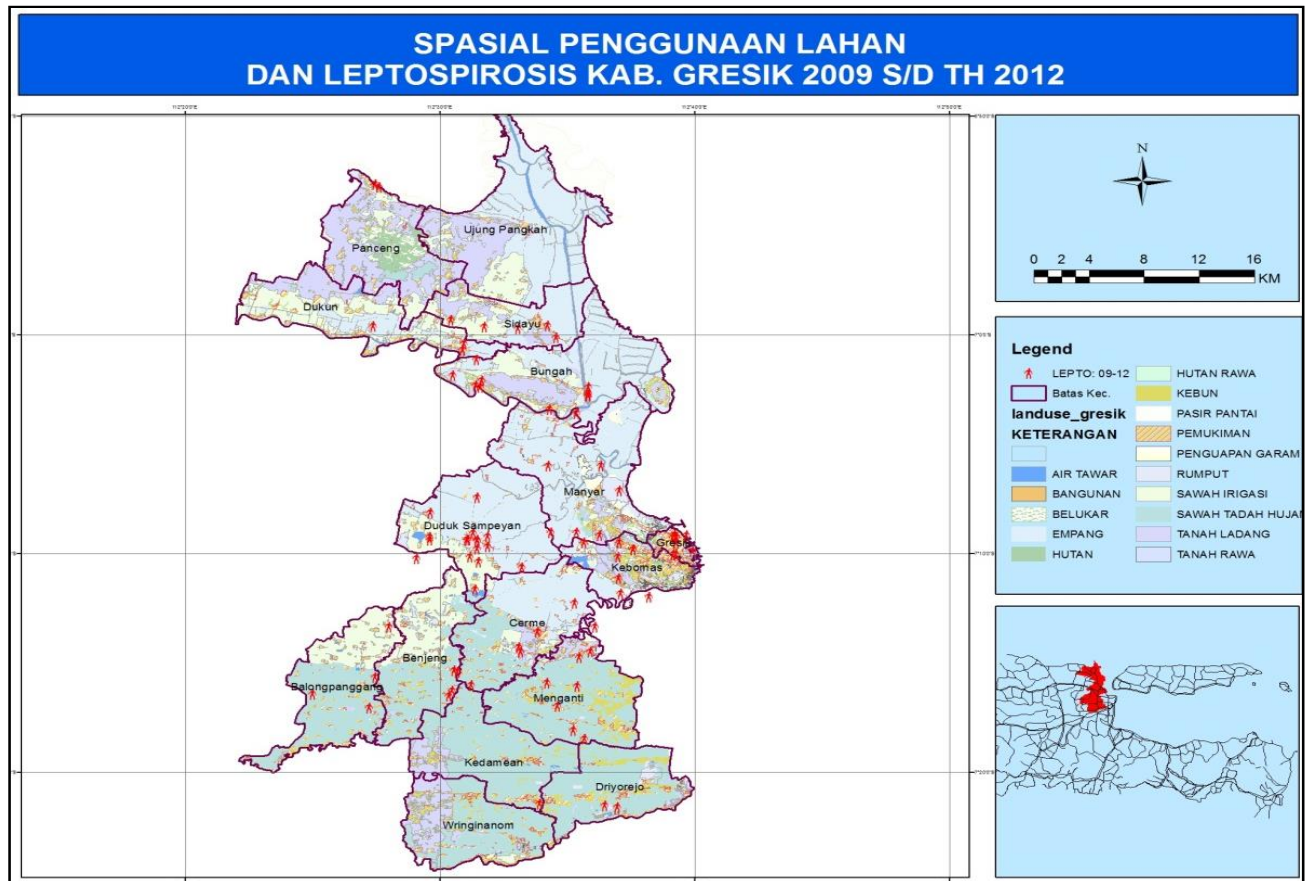 SPASIAL PENGGUNAAN LAHAN
DAN LEPTOSPIROSIS KAB. GRESIK 2009 S/D TH 2012
N
0 2 4 8 12 16
KM
Ujung Pangkah
Panceng
Dukun
Sidayu
Bungah
Manyar
Duduk Sampeyan
Gresik
Kebomas
Cerme
Benjeng
Balongpanggang
Menganti
Kedamean
Driyorejo
Wringinanom
Legend
LEPTO: 09-12
Batas Kec.
landuse_gresik
KETERANGAN
AIR TAWAR
BANGUNAN
BELUKAR
EMPANG
HUTAN
HUTAN RAWA
KEBUN
PASIR PANTAI
PEMUKIMAN
PENGUAPAN GARAM
RUMPUT
SAWAH IRIGASI
SAWAH TADAH HUJAN
TANAH LADANG
TANAH RAWA